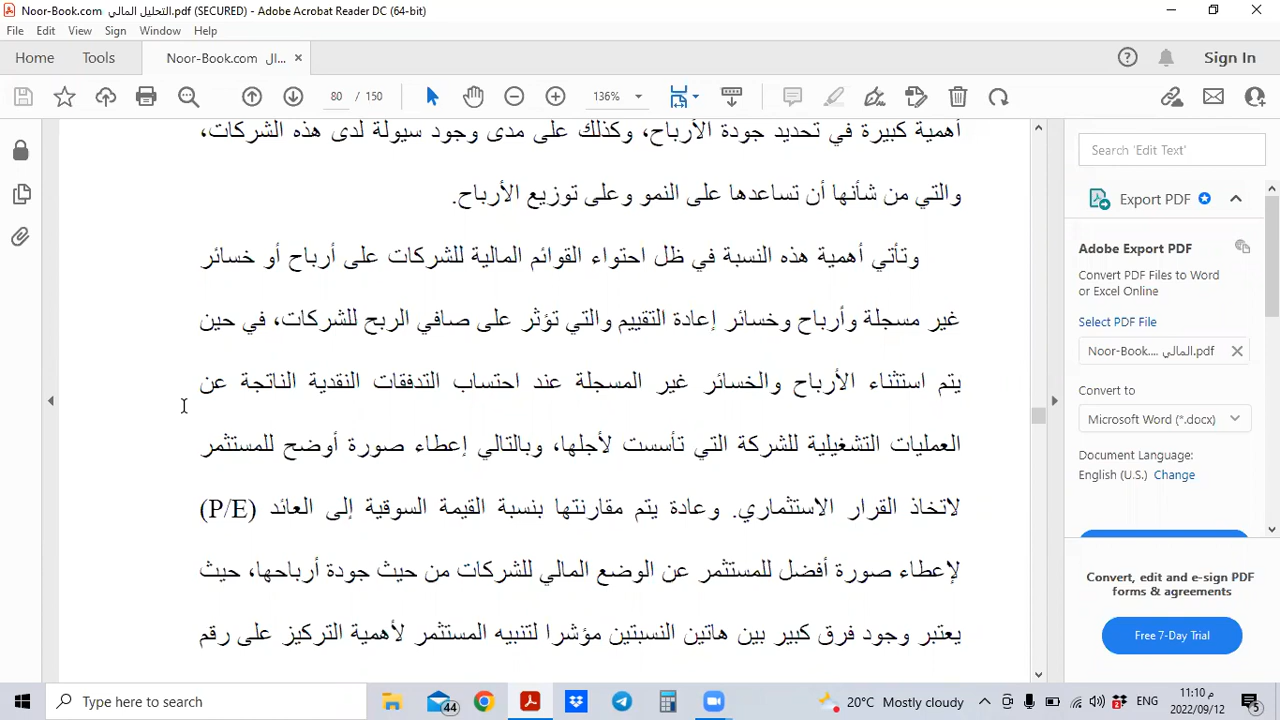 Noor-Book.com التحليل المالي.pdf (SECURED) - Adobe Acrobat Reader DC (64-bit)
File Edit View Sign Window Help
Home Tools Noor-Book.com ال... × Sign In
80 / 150 136%
أهمية كبيرة في تحديد جودة الأرباح، وكذلك على مدى وجود سيولة لدى هذه الشركات،
والتي من شأنها أن تساعدها على النمو وعلى توزيع الأرباح.
وتأتي أهمية هذه النسبة في ظل احتواء القوائم المالية للشركات على أرباح أو خسائر
غير مسجلة وأرباح وخسائر إعادة التقييم والتي تؤثر على صافي الربح للشركات، في حين
يتم استثناء الأرباح والخسائر غير المسجلة عند احتساب التدفقات النقدية الناتجة عن
العمليات التشغيلية للشركة التي تأسست لأجلها، وبالتالي إعطاء صورة أوضح للمستثمر
لاتخاذ القرار الاستثماري. وعادة يتم مقارنتها بنسبة القيمة السوقية إلى العائد (P/E)
لإعطاء صورة أفضل للمستثمر عن الوضع المالي للشركات من حيث جودة أرباحها، حيث
يعتبر وجود فرق كبير بين هاتين النسبتين مؤشرا لتنبيه المستثمر لأهمية التركيز على رقم
Search 'Edit Text'
Export PDF
Adobe Export PDF
Convert PDF Files to Word
or Excel Online
Select PDF File
Noor-Book.... المالي.pdf
Convert to
Microsoft Word (*.docx)
Document Language:
English (U.S.) Change
Convert, edit and e-sign PDF
forms & agreements
Free 7-Day Trial
Type here to search
44
20°C Mostly cloudy
ENG
11:10 م
2022/09/12
5